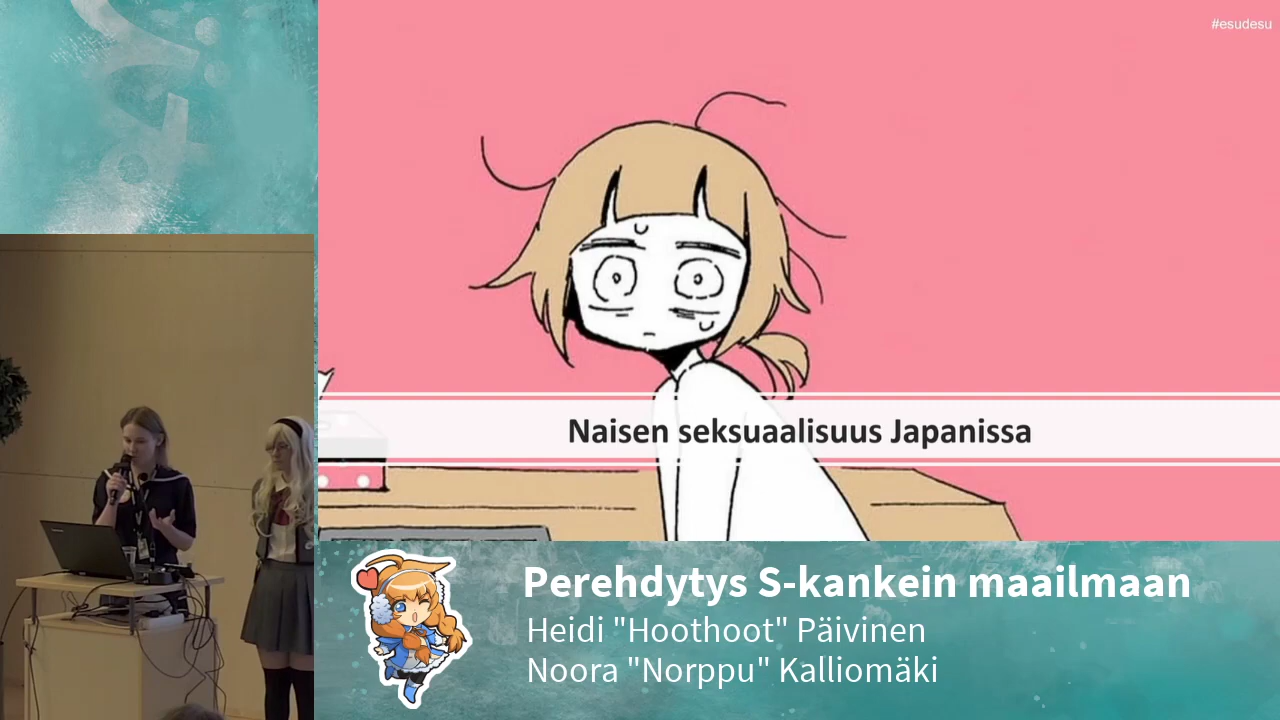 #esudesu
Naisen seksuaalisuus Japanissa
Perehdytys S-kankein maailmaan
Heidi "Hoothoot" Päivinen
Noora "Norppu" Kalliomäki